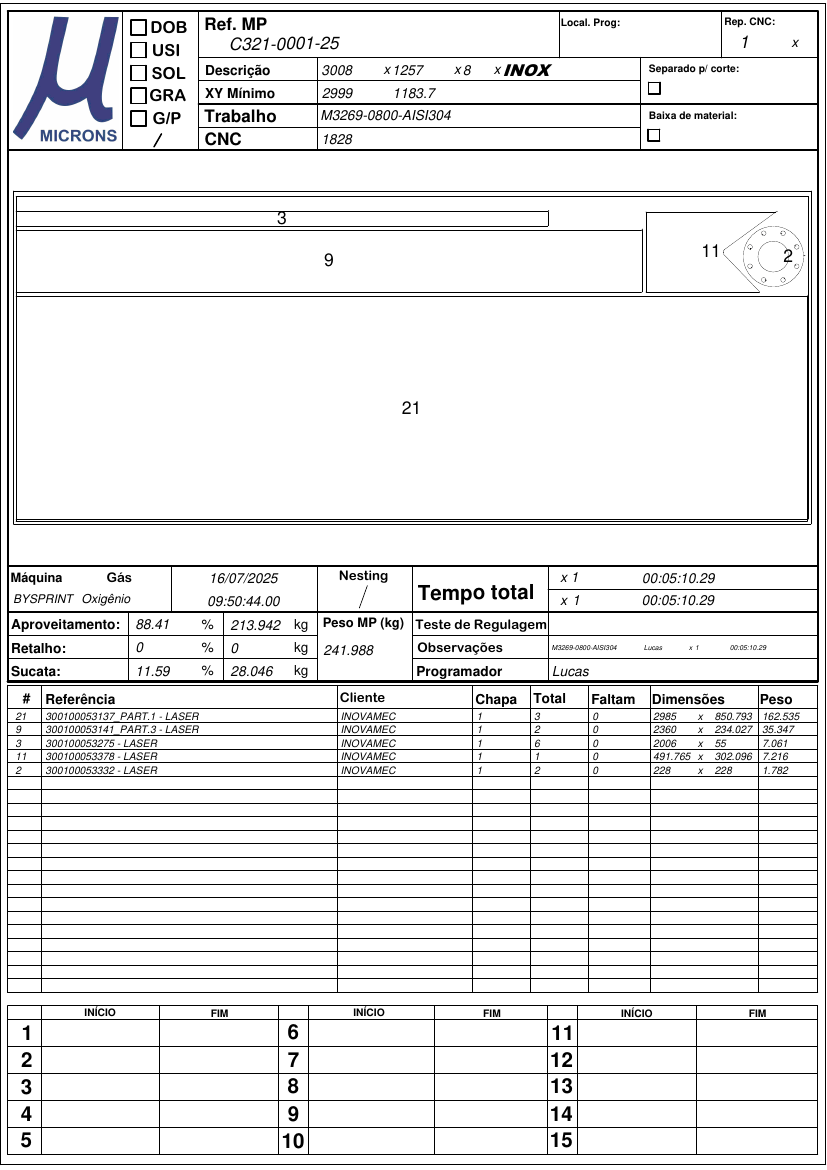 µ
MICRONS
DOB
USI
SOL
GRA
G/P
/
Ref. MP
C321-0001-25
Local. Prog:
Rep. CNC:
1 x
Descrição 3008 x 1257 x 8 x INOX
Separado p/ corte:
XY Mínimo 2999 1183.7
Trabalho M3269-0800-AISI304
Baixa de material:
CNC 1828
3
9
11
2
21
Máquina Gás
BYSPRINT Oxigênio
16/07/2025
09:50:44.00
Nesting
/
Tempo total
x 1 00:05:10.29
x 1 00:05:10.29
Aproveitamento: 88.41 % 213.942 kg
Peso MP (kg)
241.988
Teste de Regulagem
Retalho: 0 % 0 kg
Observações M3269-0800-AISI304 Lucas x 1 00:05:10.29
Sucata: 11.59 % 28.046 kg
Programador Lucas
# Referência Cliente Chapa Total Faltam Dimensões Peso
21 300100053137_PART.1 - LASER INOVAMEC 1 3 0 2985 x 850.793 162.535
9 300100053141_PART.3 - LASER INOVAMEC 1 2 0 2360 x 234.027 35.347
3 300100053275 - LASER INOVAMEC 1 6 0 2006 x 55 7.061
11 300100053378 - LASER INOVAMEC 1 1 0 491.765 x 302.096 7.216
2 300100053332 - LASER INOVAMEC 1 2 0 228 x 228 1.782
INÍCIO FIM INÍCIO FIM INÍCIO FIM
1 6 11
2 7 12
3 8 13
4 9 14
5 10 15